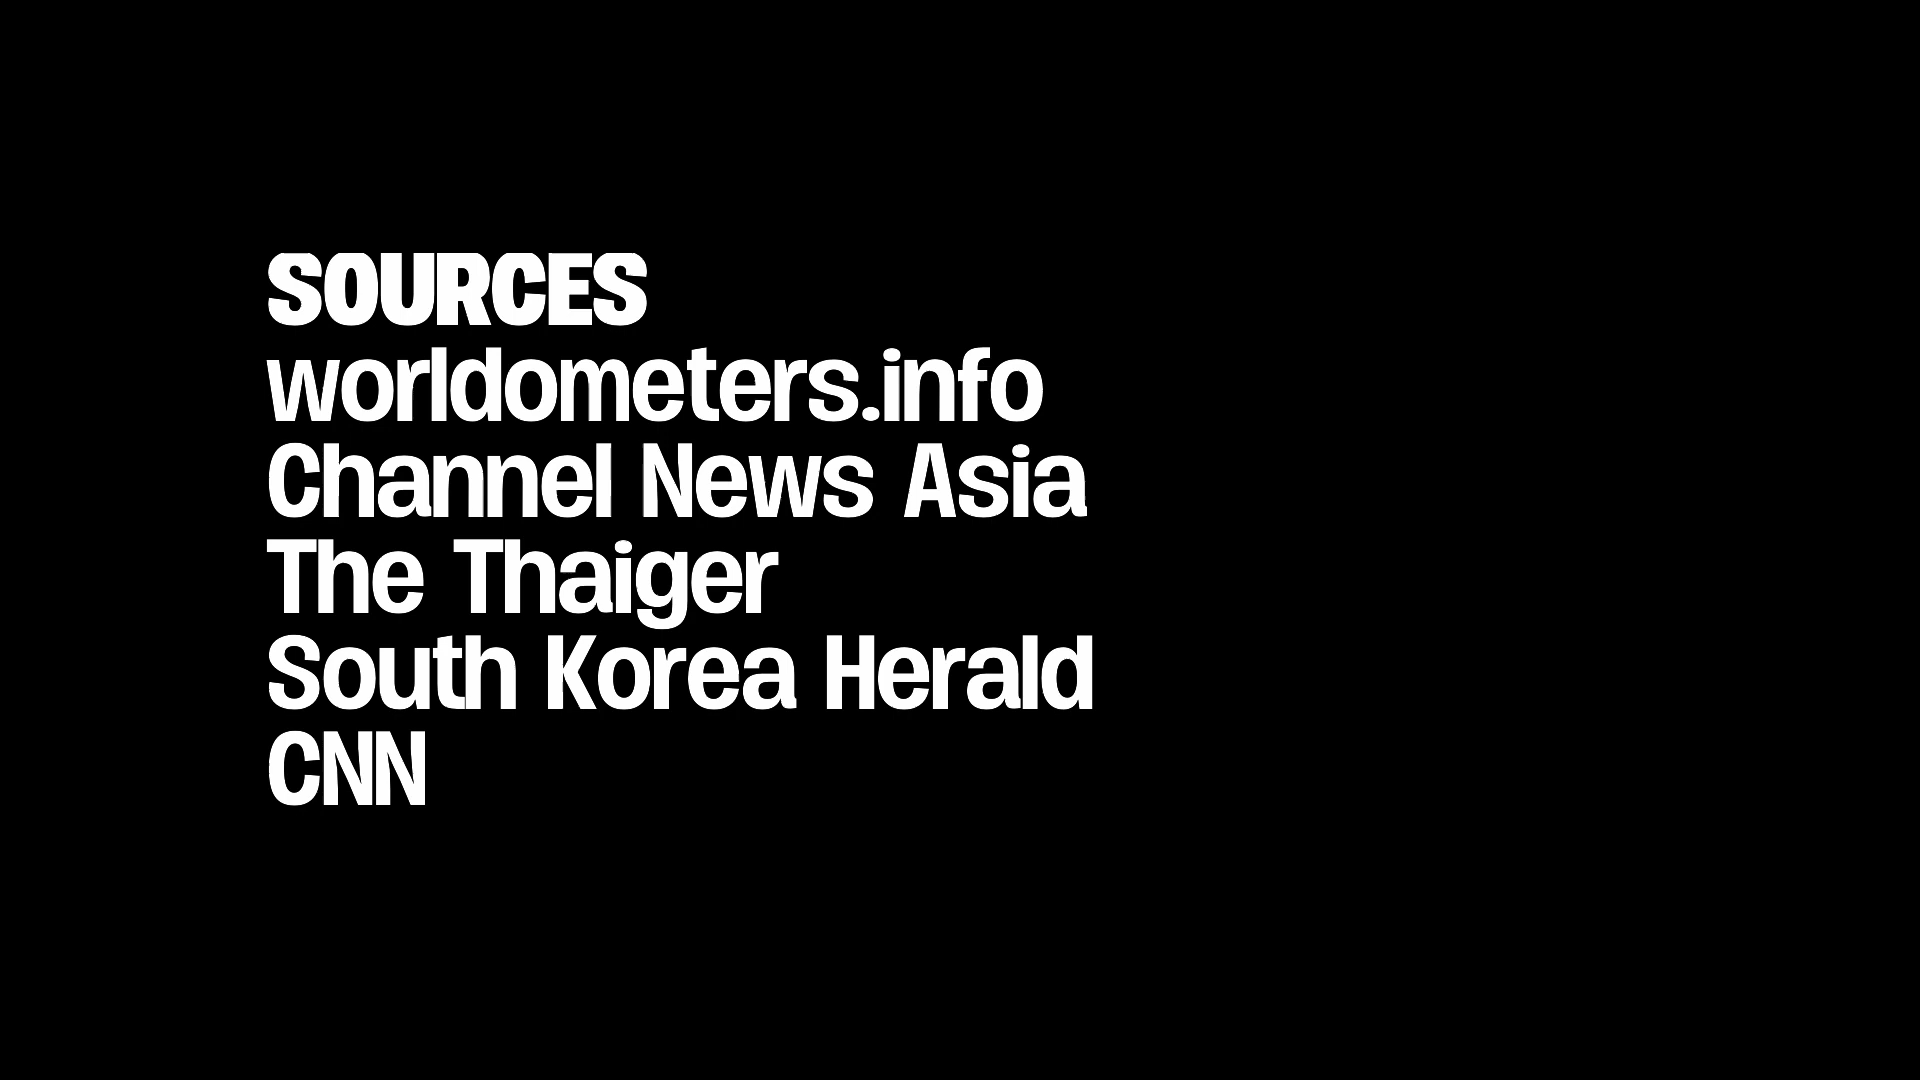 SOURCES
worldometers.info
Channel News Asia
The Thaiger
South Korea Herald
CNN